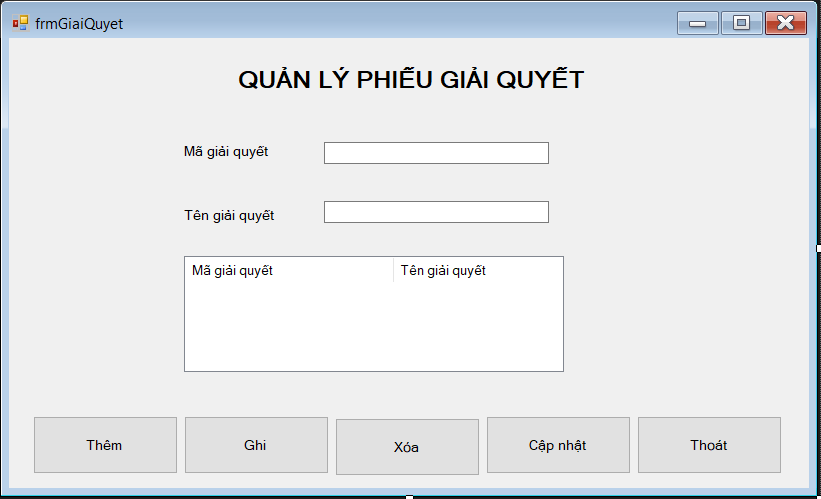 frmGiaiQuyet
QUẢN LÝ PHIẾU GIẢI QUYẾT
Mã giải quyết
Tên giải quyết
Mã giải quyết Tên giải quyết
Thêm Ghi Xóa Cập nhật Thoát